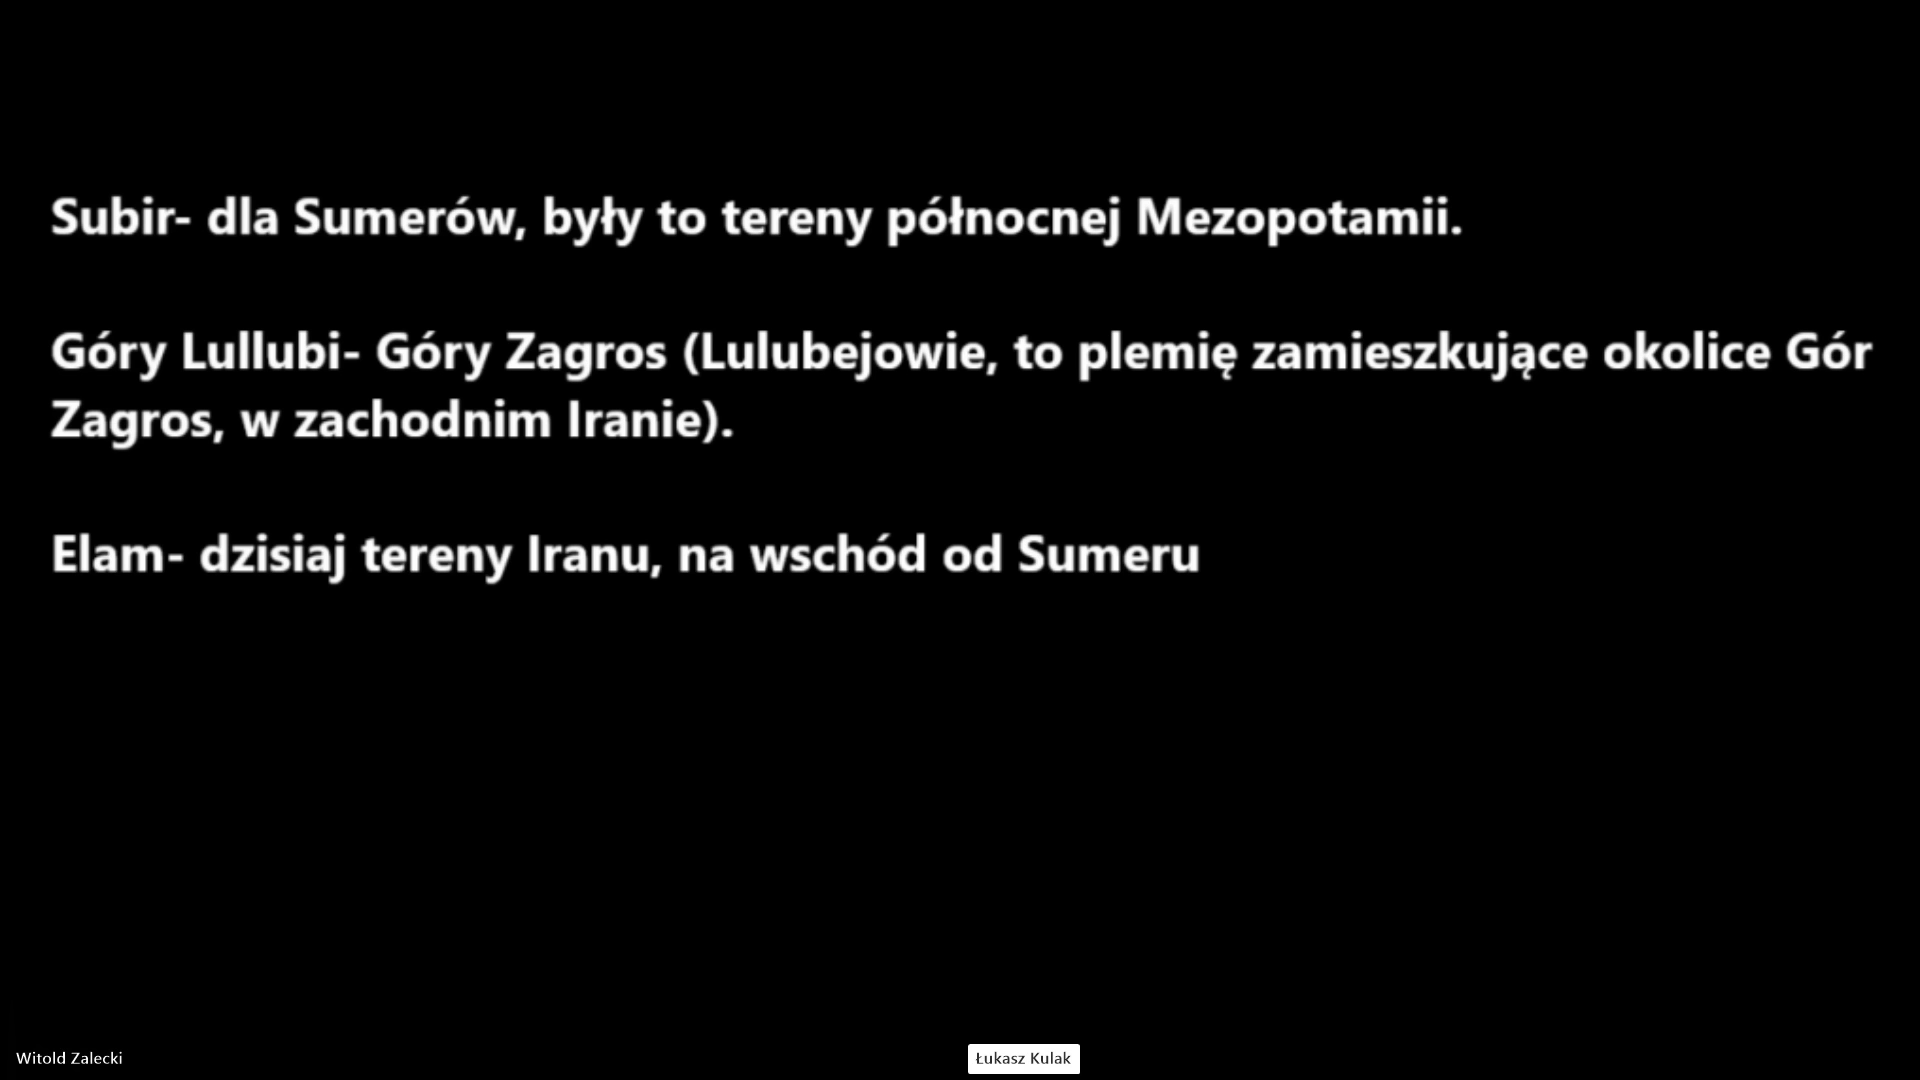 Subir- dla Sumerów, były to tereny północnej Mezopotamii.
Góry Lullubi- Góry Zagros (Lulubejowie, to plemię zamieszkujące okolice Gór
Zagros, w zachodnim Iranie).
Elam- dzisiaj tereny Iranu, na wschód od Sumeru
Witold Zalecki
Łukasz Kulak